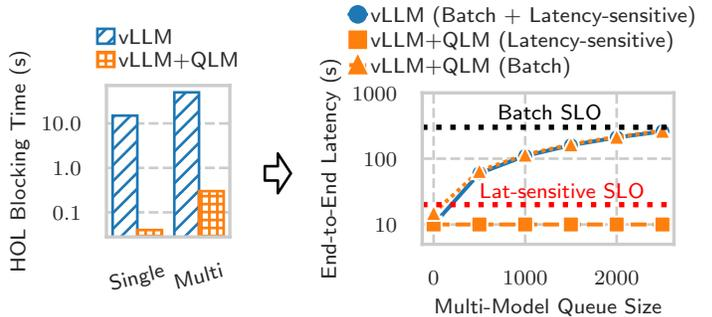 vLLM
vLLM+QLM
HOL Blocking Time (s)
10.0
1.0
0.1
Single
Multi
vLLM (Batch + Latency-sensitive)
vLLM+QLM (Latency-sensitive)
vLLM+QLM (Batch)
End-to-End Latency (s)
1000
100
10
Batch SLO
Lat-sensitive SLO
0
1000
2000
Multi-Model Queue Size